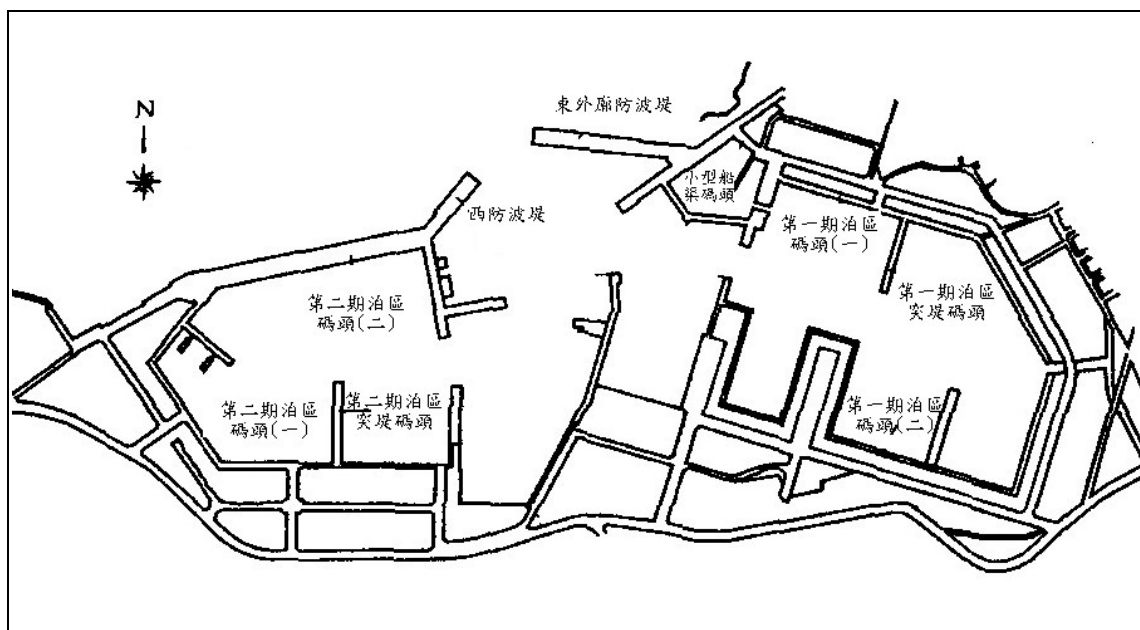 N
東外廓防波堤
小型船
渠碼頭
西防波堤
第一期泊區
碼頭(一)
第一期泊區
突堤碼頭
第二期泊區
碼頭(二)
第二期泊區
碼頭(一)
第二期泊區
突堤碼頭
第一期泊區
碼頭(二)